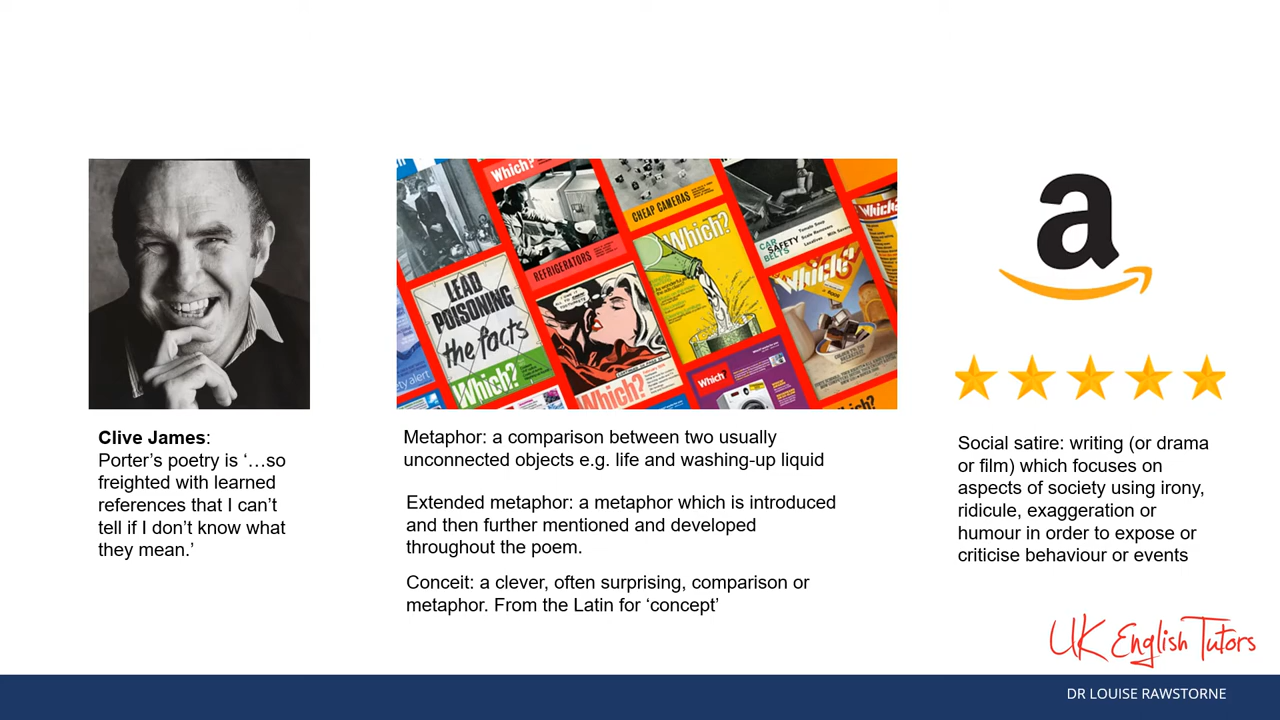 Which?
Which?
REFRIGERATORS
CHEAP CAMERAS
CAR
SAFETY
BELTS
Which?
LEAD
POISONING
the facts
Which?
Which?
Which?
Which?
Which?
a
Clive James:
Porter’s poetry is ‘…so
freighted with learned
references that I can’t
tell if I don’t know what
they mean.’
Metaphor: a comparison between two usually
unconnected objects e.g. life and washing-up liquid
Extended metaphor: a metaphor which is introduced
and then further mentioned and developed
throughout the poem.
Conceit: a clever, often surprising, comparison or
metaphor. From the Latin for ‘concept’
Social satire: writing (or drama
or film) which focuses on
aspects of society using irony,
ridicule, exaggeration or
humour in order to expose or
criticise behaviour or events
UK English Tutors
DR LOUISE RAWSTORNE